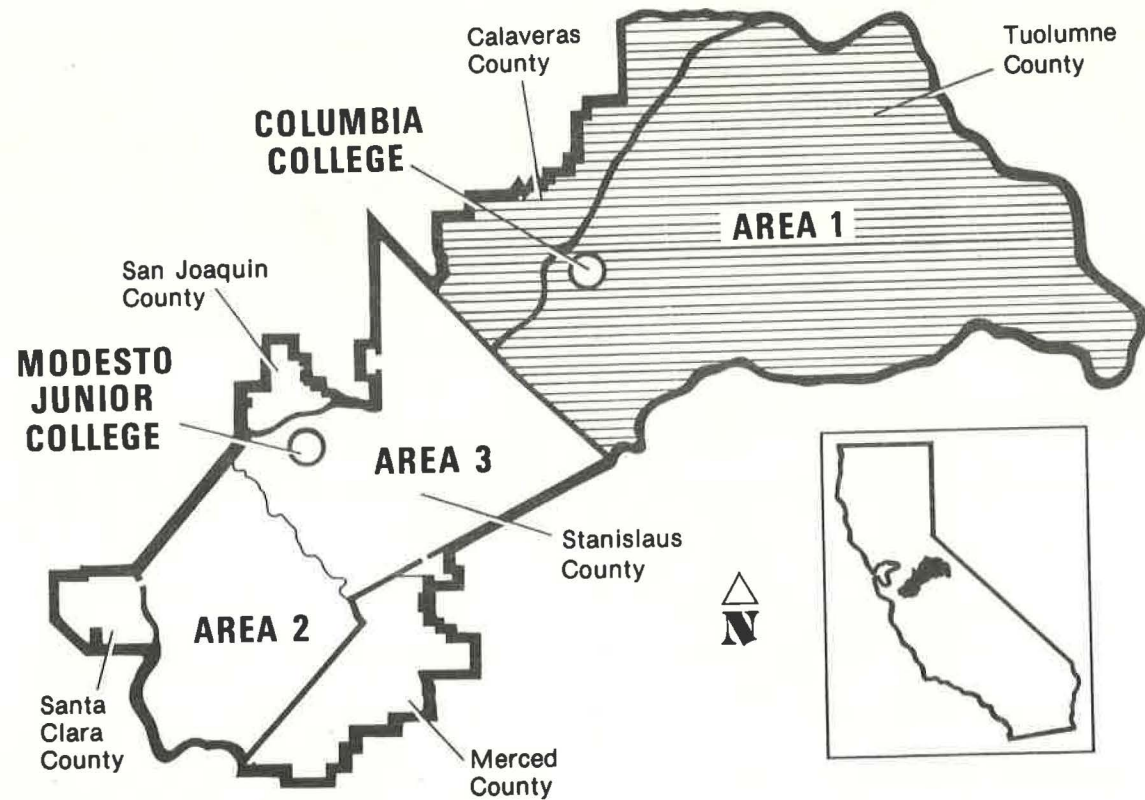 Calaveras
County
Tuolumne
County
COLUMBIA
COLLEGE
AREA 1
San Joaquin
County
MODESTO
JUNIOR
COLLEGE
AREA 3
Stanislaus
County
AREA 2
N
Santa
Clara
County
Merced
County